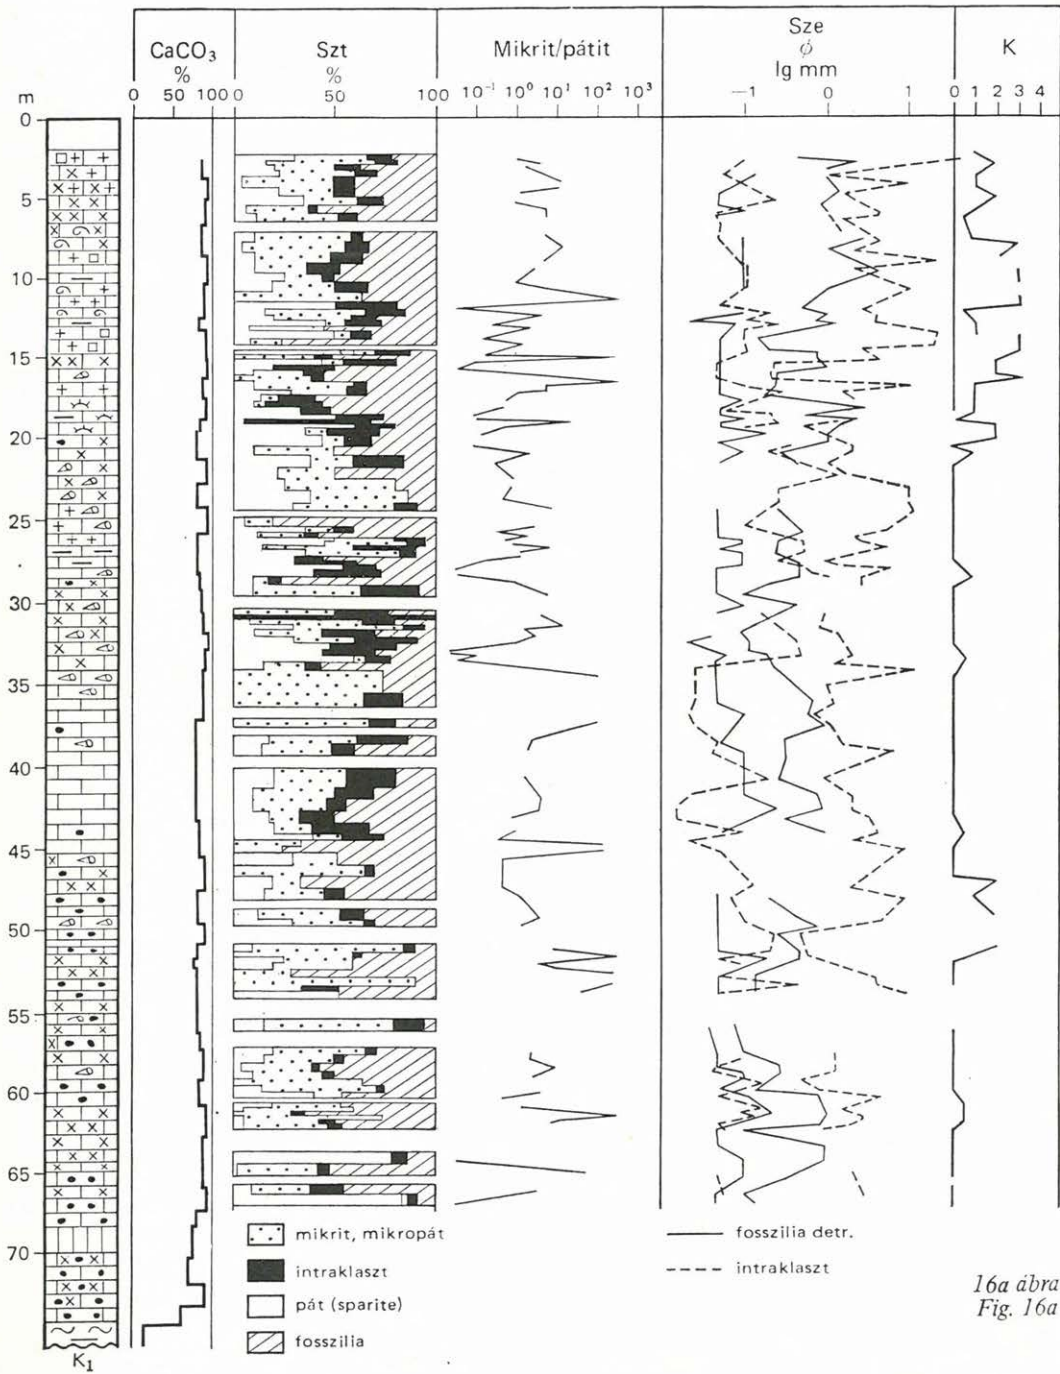 CaCO₃
%
0 50 100
Szt
%
0 50 100
Mikrit/pátit
10⁻¹ 10⁰ 10¹ 10² 10³
Sze
ϕ
lg mm
−1 0 1
K
0 1 2 3 4
m
0
5
10
15
20
25
30
35
40
45
50
55
60
65
70
K₁
mikrit, mikropát
intraklaszt
pát (sparite)
fosszilia
fosszilia detr.
intraklaszt
16a ábra
Fig. 16a